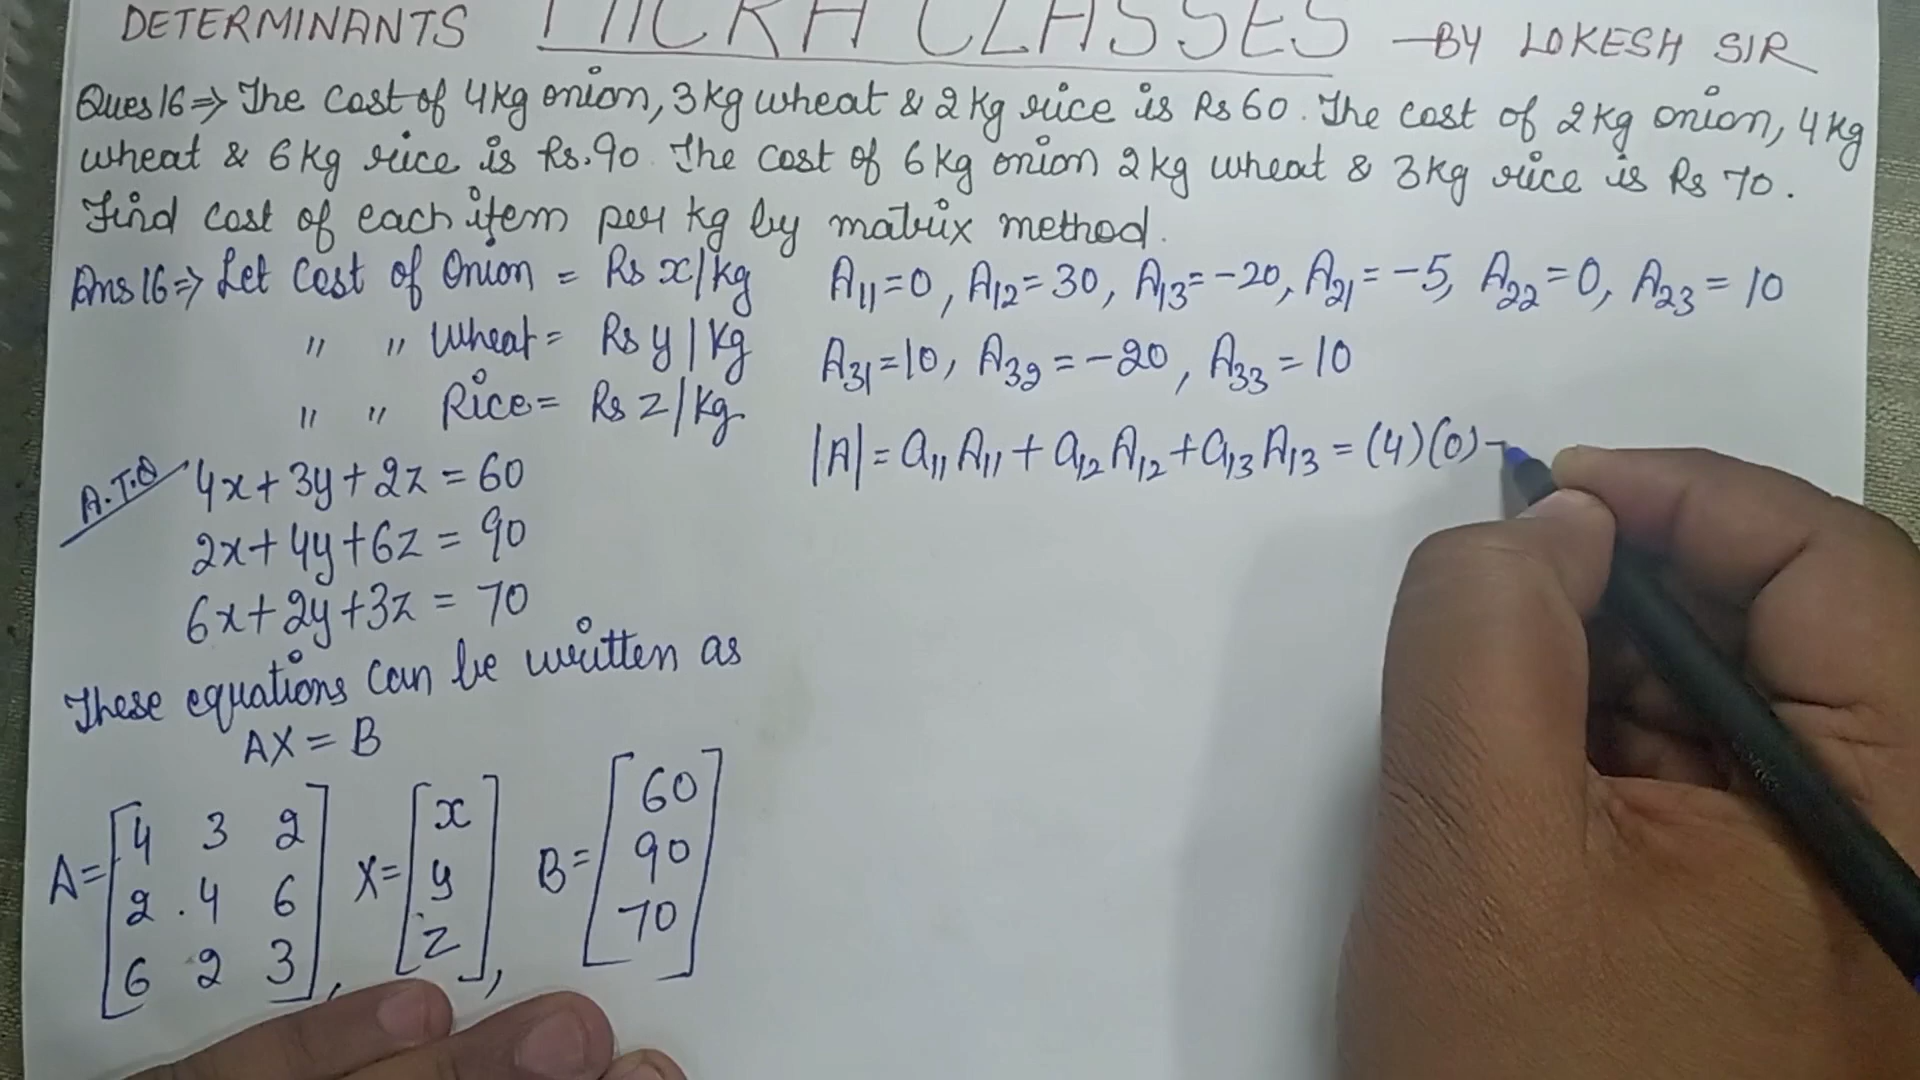 DETERMINANTS CLASSES -BY LOKESH SIR
Ques 16⇒ The cost of 4kg onion, 3kg wheat & 2kg rice is Rs 60. The cost of 2kg onion, 4kg
wheat & 6kg rice is Rs. 90. The cost of 6kg onion 2kg wheat & 3kg rice is Rs 70.
Find cost of each item per kg by matrix method.
Ans 16⇒ Let Cost of Onion = Rs x/kg
" " Wheat = Rs y/kg
" " Rice = Rs z/kg
A.T.Q 4x+3y+2z = 60
2x+4y+6z = 90
6x+2y+3z = 70
These equations can be written as
AX = B
A = [4 3 2
2 4 6
6 2 3], X = [x
y
z], B = [60
90
70]
A₁₁=0, A₁₂=30, A₁₃=-20, A₂₁=-5, A₂₂=0, A₂₃=10
A₃₁=10, A₃₂=-20, A₃₃=10
|A| = a₁₁A₁₁ + a₁₂A₁₂ + a₁₃A₁₃ = (4)(0)